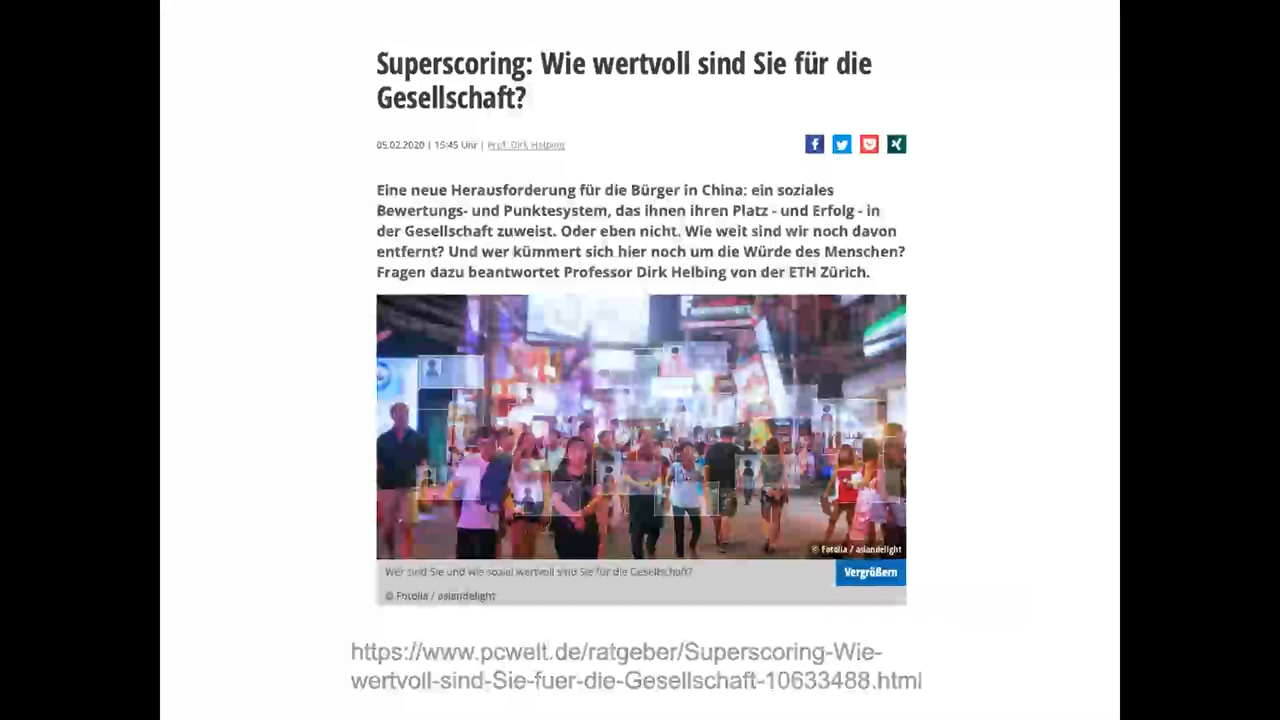 Superscoring: Wie wertvoll sind Sie für die
Gesellschaft?
05.02.2020 | 15:45 Uhr | Prof. Dirk Helbing
Eine neue Herausforderung für die Bürger in China: ein soziales
Bewertungs- und Punktesystem, das ihnen ihren Platz - und Erfolg - in
der Gesellschaft zuweist. Oder eben nicht. Wie weit sind wir noch davon
entfernt? Und wer kümmert sich hier noch um die Würde des Menschen?
Fragen dazu beantwortet Professor Dirk Helbing von der ETH Zürich.
© Fotolia / asiandelight
Wer sind Sie und wie sozial wertvoll sind Sie für die Gesellschaft?
Vergrößern
© Fotolia / asiandelight
https://www.pcwelt.de/ratgeber/Superscoring-Wie-
wertvoll-sind-Sie-fuer-die-Gesellschaft-10633488.html